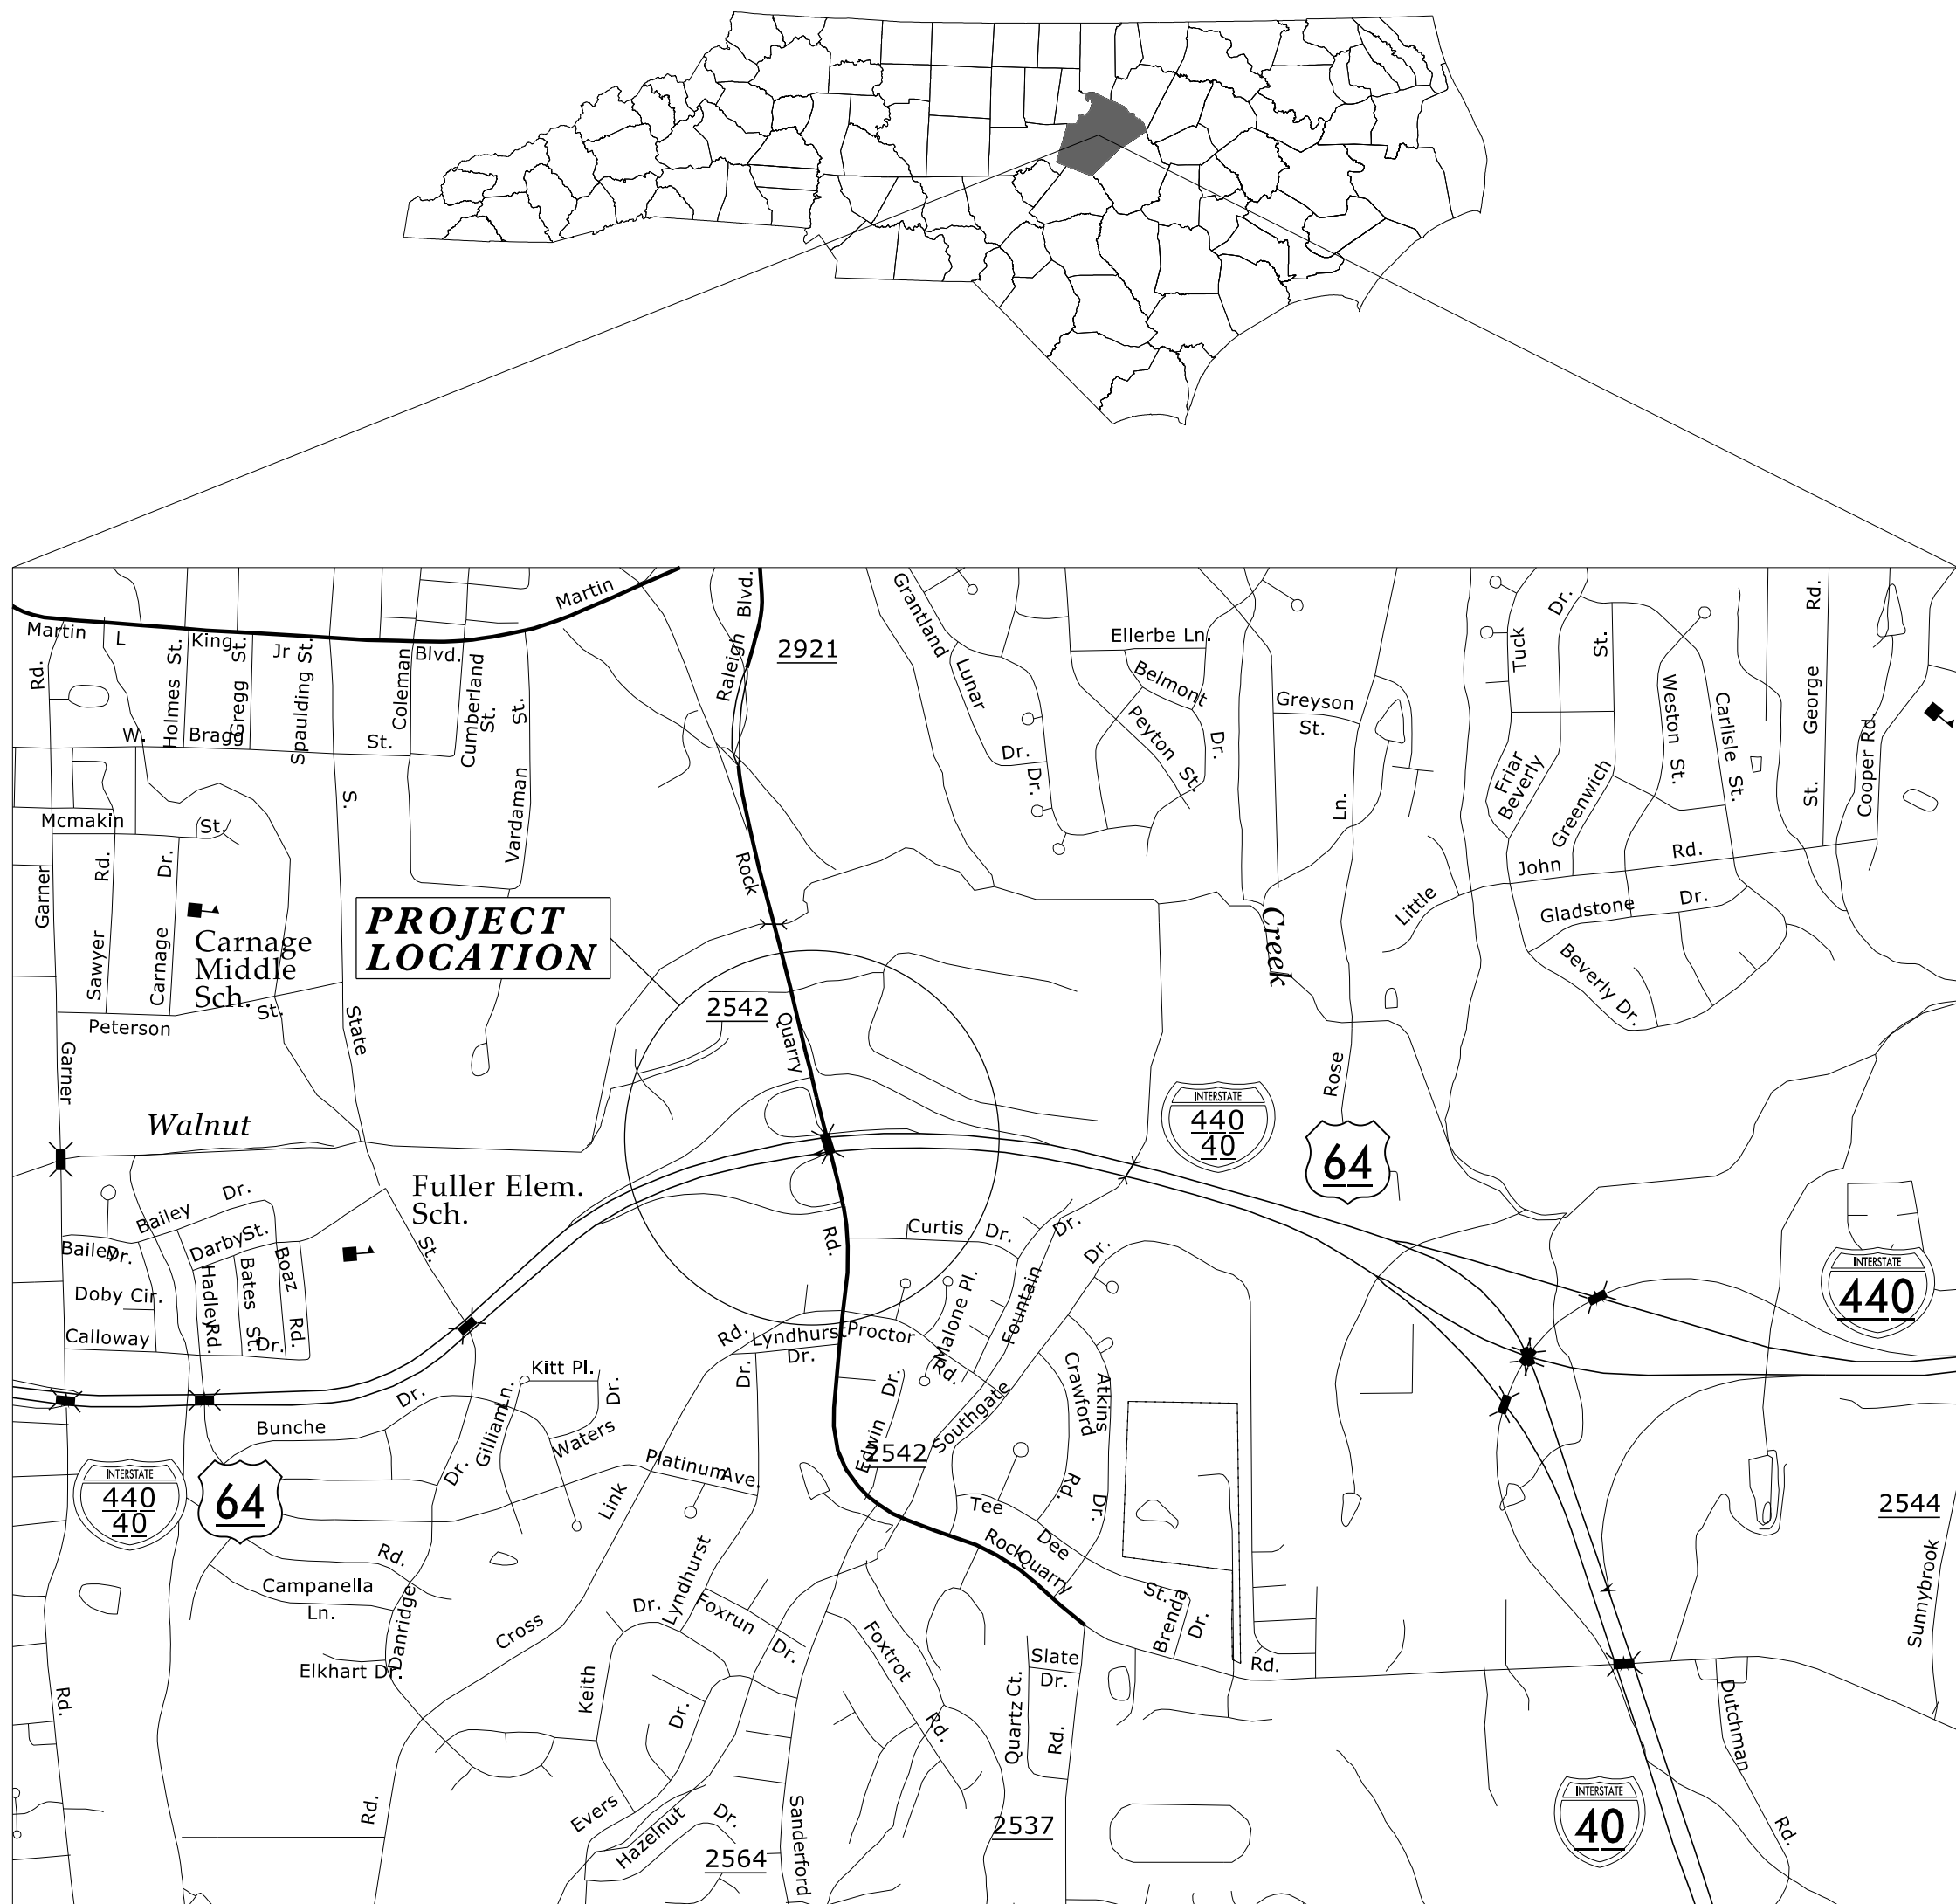 Martin
L
King
Jr
Blvd.
Martin
Raleigh
Blvd.
2921
Grantland
Lunar
Dr.
Dr.
Ellerbe Ln.
Belmont
Dr.
Peyton
St.
Greyson
St.
Ln.
Tuck
Dr.
St.
Friar
Beverly
Greenwich
Weston
St.
Carlisle
St.
Rd.
George
St.
Cooper Rd.
Rd.
Holmes St.
Gregg St.
Spaulding St.
Coleman
Cumberland
St.
St.
Vardaman
W.
Bragg
St.
S.
Mcmakin
St.
Garner
Sawyer
Rd.
Carnage
Dr.
Carnage
Middle
Sch.
Peterson
St.
State
Rock
PROJECT
LOCATION
2542
Quarry
Creek
Little
John
Rd.
Gladstone
Dr.
Beverly
Dr.
Rose
Garner
Walnut
INTERSTATE
440
40
64
Fuller Elem.
Sch.
Bailey
Dr.
Bailey
Dr.
Darby
St.
Boaz
Rd.
Bates
St.
Hadley
Rd.
Doby Cir.
Calloway
Dr.
St.
Rd.
Curtis
Dr.
Dr.
Fountain
Dr.
Malone Pl.
Proctor
Rd.
Rd.
Lyndhurst
Dr.
Dr.
INTERSTATE
440
Kitt Pl.
Dr.
Gilliam
Ln.
Waters
Dr.
Bunche
Dr.
INTERSTATE
440
40
64
Platinum
Ave.
Link
Edwin
Dr.
2542
Southgate
Crawford
Rd.
Atkins
Dr.
Tee
Dee
St.
Rock
Quarry
Brenda
Dr.
Rd.
2544
Sunnybrook
Rd.
Campanella
Ln.
Danridge
Elkhart Dr.
Cross
Rd.
Lyndhurst
Dr.
Foxrun
Dr.
Keith
Dr.
Foxtrot
Rd.
Slate
Dr.
Quartz Ct.
Rd.
Dutchman
Rd.
Rd.
Evers
Hazelnut
Dr.
2564
Sanderford
2537
INTERSTATE
40